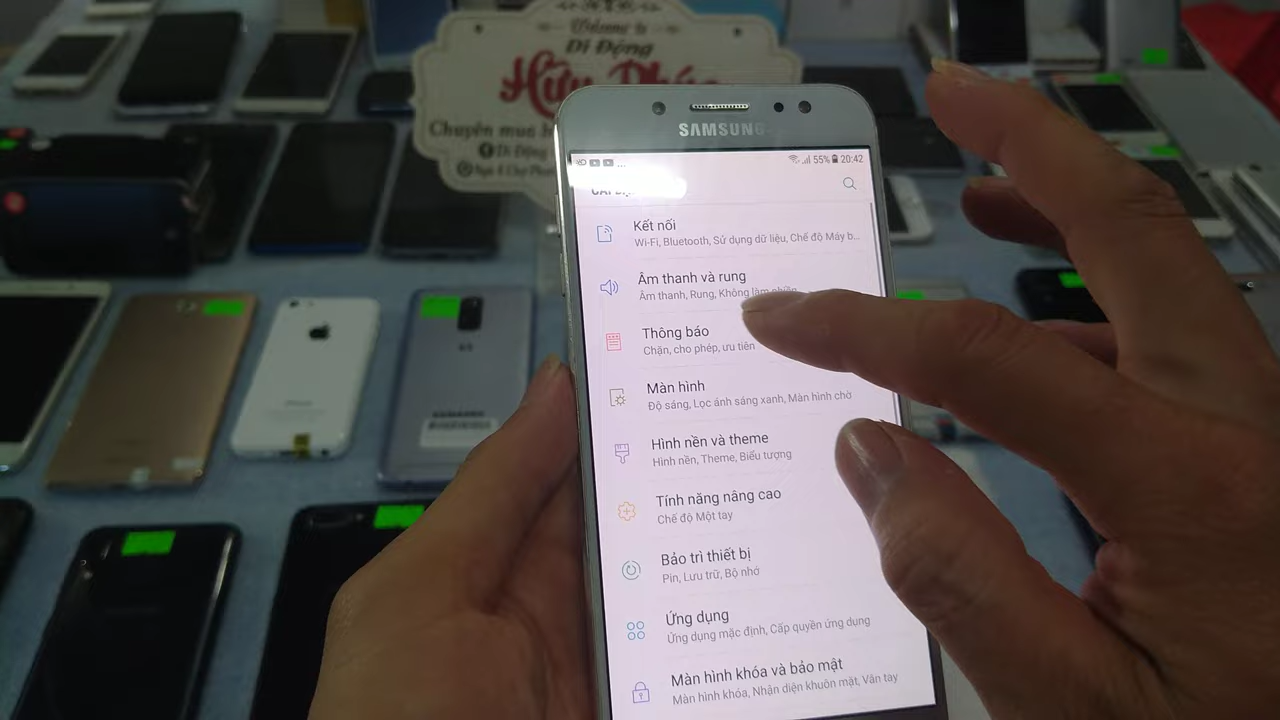 Welcome to
Di Động
Hữu
Chuyên mua
Di Động
SAMSUNG
55% 20:42
Kết nối
Wi-Fi, Bluetooth, Sử dụng dữ liệu, Chế độ Máy b...
Âm thanh và rung
Âm thanh, Rung, Không làm phiền
Thông báo
Chặn, cho phép, ưu tiên
Màn hình
Độ sáng, Lọc ánh sáng xanh, Màn hình chờ
Hình nền và theme
Hình nền, Theme, Biểu tượng
Tính năng nâng cao
Chế độ Một tay
Bảo trì thiết bị
Pin, Lưu trữ, Bộ nhớ
Ứng dụng
Ứng dụng mặc định, Cấp quyền ứng dụng
Màn hình khóa và bảo mật
Màn hình khóa, Nhận diện khuôn mặt, Vân tay